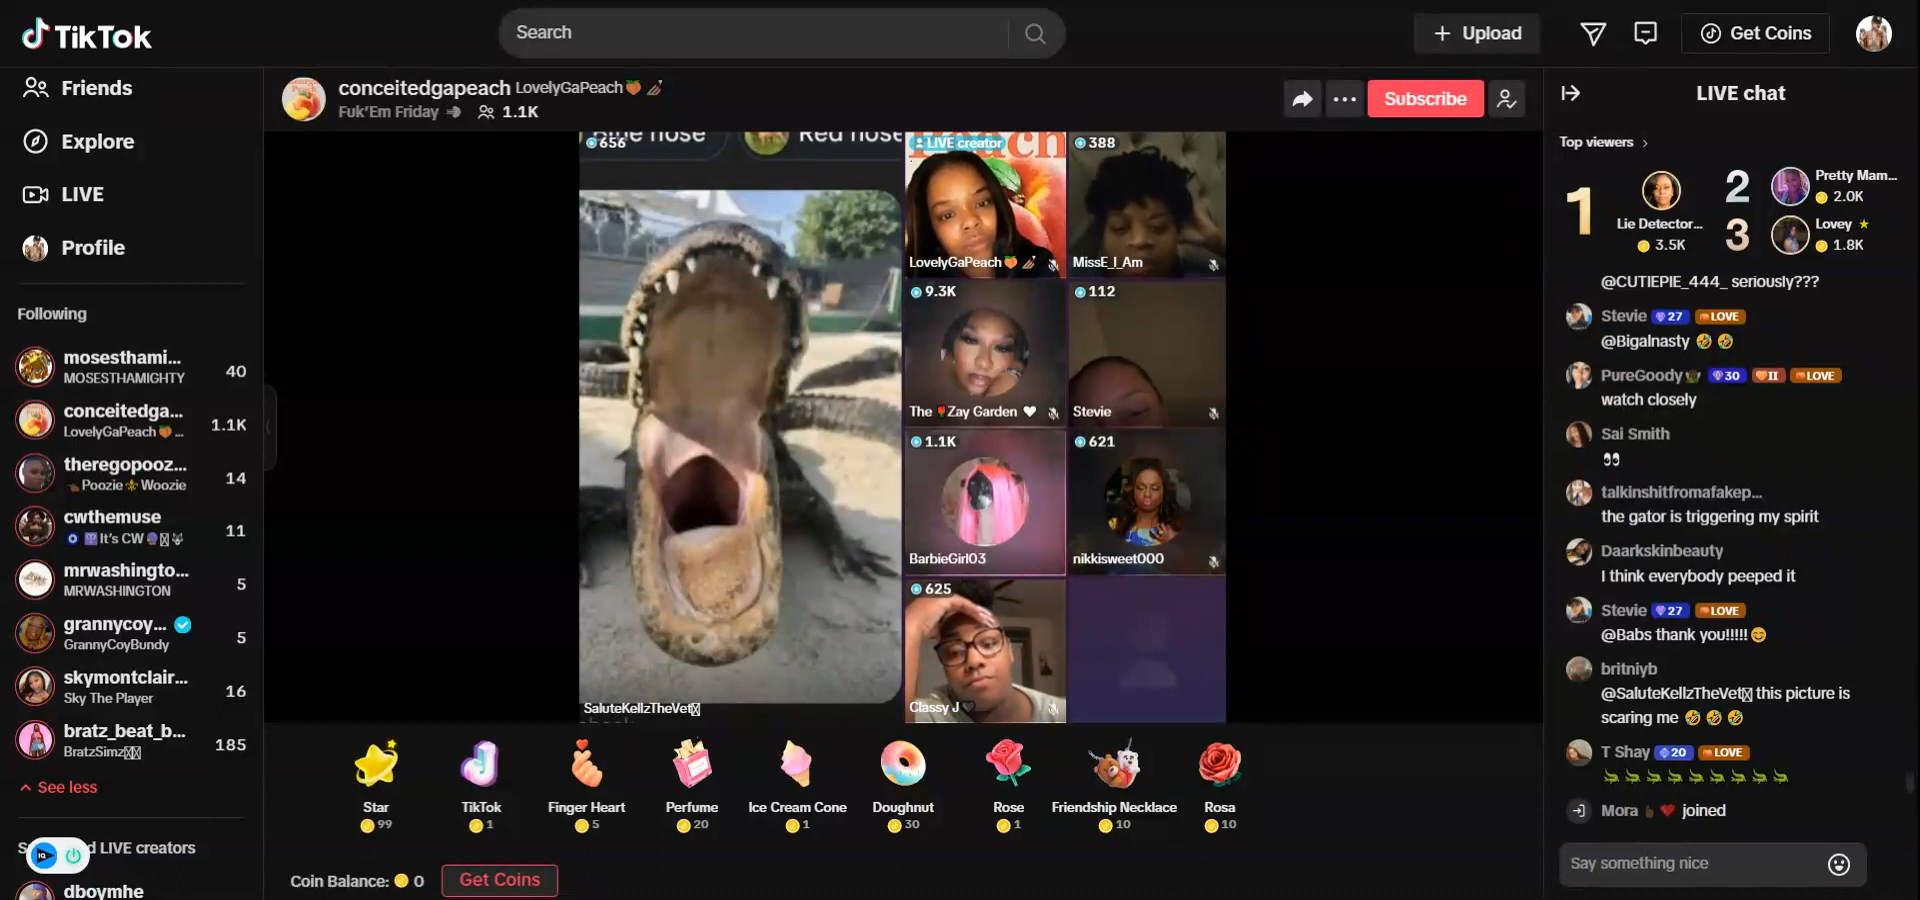 TikTok
Search
Upload
Get Coins
Friends
Explore
LIVE
Profile
Following
mosesthami...
MOSESTHAMIGHTY
40
conceitedga...
LovelyGaPeach🍑...
1.1K
theregopooz...
Poozie⚜️Woozie
14
cwthemuse
It's CW
11
mrwashingto...
MRWASHINGTON
5
grannycoy...
GrannyCoyBundy
5
skymontclair...
Sky The Player
16
bratz_beat_b...
BratzSimz
185
See less
LIVE creators
dboymhe
conceitedgapeach LovelyGaPeach🍑💅🏾
Fuk'Em Friday
1.1K
Subscribe
656
Blue nose
Red nose
SaluteKellzTheVet
LIVE creator
LovelyGaPeach🍑💅🏾
388
MissE_I_Am
9.3K
The 🌹Zay Garden 🤍
112
Stevie
1.1K
BarbieGirl03
621
nikkisweet000
625
Classy J🖤
Star
99
TikTok
1
Finger Heart
5
Perfume
20
Ice Cream Cone
1
Doughnut
30
Rose
1
Friendship Necklace
10
Rosa
10
Coin Balance: 0
Get Coins
LIVE chat
Top viewers
1
Lie Detector...
3.5K
2
Pretty Mam...
2.0K
3
Lovey ⭐
1.8K
@CUTIEPIE_444_ seriously???
Stevie 27 LOVE
@Bigalnasty 🤣🤣
PureGoody 30 II LOVE
watch closely
Sai Smith
👀
talkinshitfromafakep...
the gator is triggering my spirit
Daarkskinbeauty
I think everybody peeped it
Stevie 27 LOVE
@Babs thank you!!!!!😊
britniyb
@SaluteKellzTheVet this picture is
scaring me 🤣🤣🤣
T Shay 20 LOVE
🐊🐊🐊🐊🐊🐊🐊🐊🐊
Mora ❤️ joined
Say something nice